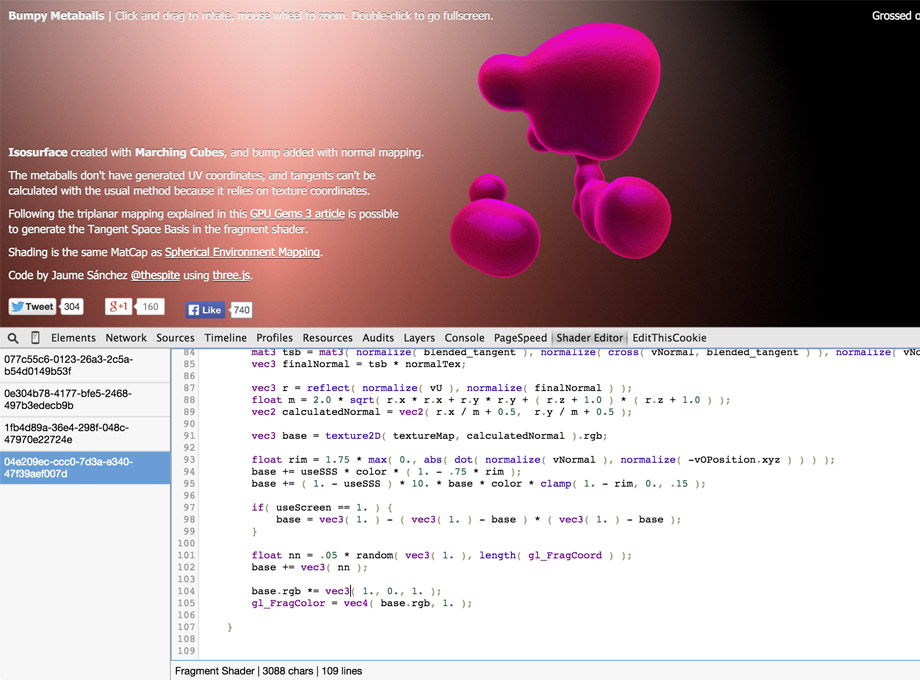 Bumpy Metaballs | Click and drag to rotate, mouse wheel to zoom. Double-click to go fullscreen.
Grossed o
Isosurface created with Marching Cubes, and bump added with normal mapping.
The metaballs don't have generated UV coordinates, and tangents can't be
calculated with the usual method because it relies on texture coordinates.
Following the triplanar mapping explained in this GPU Gems 3 article is possible
to generate the Tangent Space Basis in the fragment shader.
Shading is the same MatCap as Spherical Environment Mapping.
Code by Jaume Sánchez @thespite using three.js.
Tweet 304 g+1 160 Like 740
Elements Network Sources Timeline Profiles Resources Audits Layers Console PageSpeed Shader Editor EditThisCookie
077c55c6-0123-26a3-2c5a-
b54d0149b53f
0e304b78-4177-bfe5-2468-
497b3edecb9b
1fb4d89a-36e4-298f-048c-
47970e22724e
04e209ec-ccc0-7d3a-e340-
47f39aef007d
84 mat3 tsb = mat3( normalize( blended_tangent ), normalize( cross( vNormal, blended_tangent ) ), normalize( vN
85 vec3 finalNormal = tsb * normalTex;
86
87 vec3 r = reflect( normalize( vU ), normalize( finalNormal ) );
88 float m = 2.0 * sqrt( r.x * r.x + r.y * r.y + ( r.z + 1.0 ) * ( r.z + 1.0 ) );
89 vec2 calculatedNormal = vec2( r.x / m + 0.5, r.y / m + 0.5 );
90
91 vec3 base = texture2D( textureMap, calculatedNormal ).rgb;
92
93 float rim = 1.75 * max( 0., abs( dot( normalize( vNormal ), normalize( -vOPosition.xyz ) ) ) );
94 base += useSSS * color * ( 1. - .75 * rim );
95 base += ( 1. - useSSS ) * 10. * base * color * clamp( 1. - rim, 0., .15 );
96
97 if( useScreen == 1. ) {
98 base = vec3( 1. ) - ( vec3( 1. ) - base ) * ( vec3( 1. ) - base );
99 }
100
101 float nn = .05 * random( vec3( 1. ), length( gl_FragCoord ) );
102 base += vec3( nn );
103
104 base.rgb *= vec3( 1., 0., 1. );
105 gl_FragColor = vec4( base.rgb, 1. );
106
107 }
108
109
Fragment Shader | 3088 chars | 109 lines